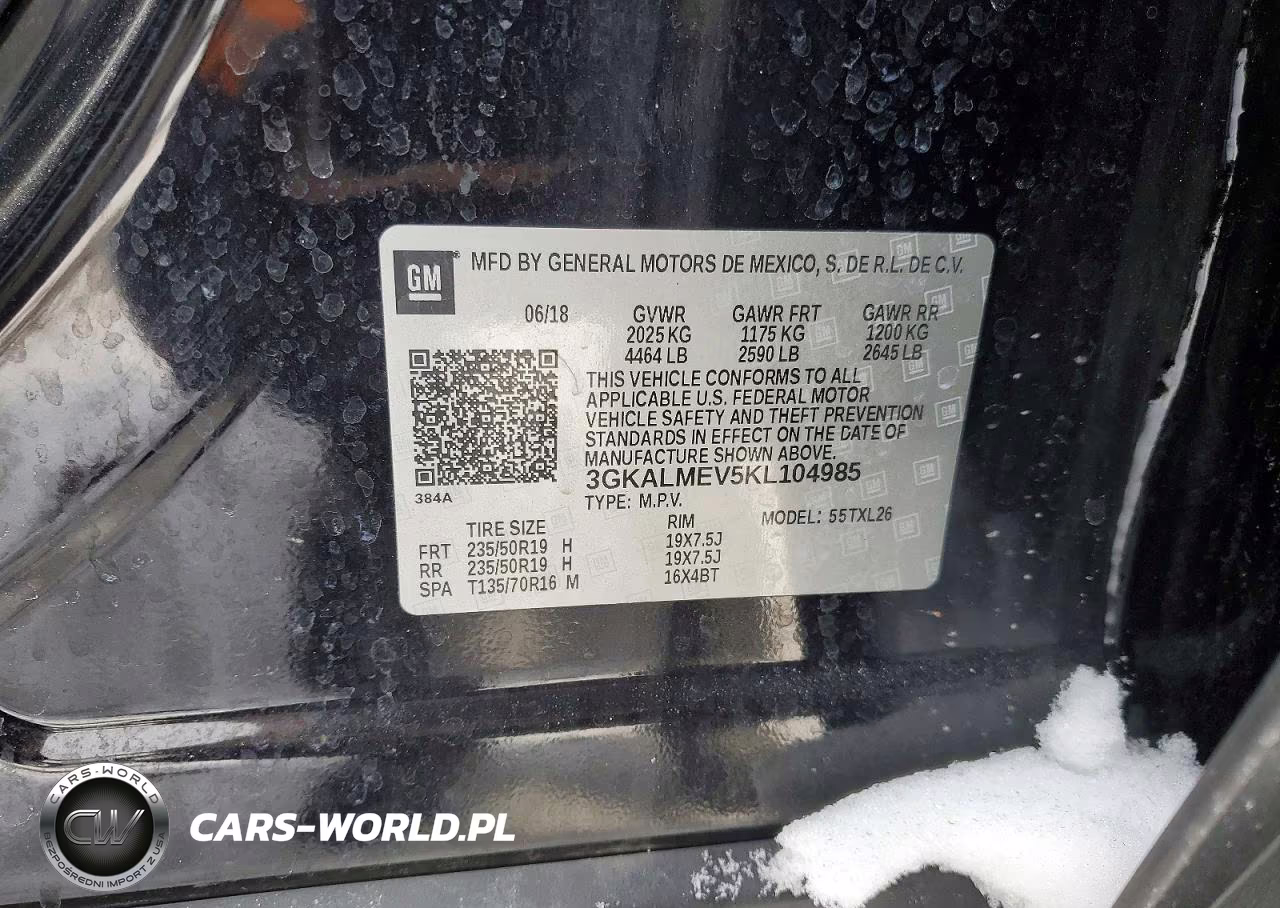 GM
MFD BY GENERAL MOTORS DE MEXICO, S. DE R.L. DE C.V.
06/18 GVWR GAWR FRT GAWR RR
2025 KG 1175 KG 1200 KG
4464 LB 2590 LB 2645 LB
THIS VEHICLE CONFORMS TO ALL
APPLICABLE U.S. FEDERAL MOTOR
VEHICLE SAFETY AND THEFT PREVENTION
STANDARDS IN EFFECT ON THE DATE OF
MANUFACTURE SHOWN ABOVE.
3GKALMEV5KL104985
384A
TYPE: M.P.V. MODEL: 55TXL26
TIRE SIZE RIM
FRT 235/50R19 H 19X7.5J
RR 235/50R19 H 19X7.5J
SPA T135/70R16 M 16X4BT
CARS-WORLD
CW
BEZPOŚREDNI IMPORT Z USA
CARS-WORLD.PL